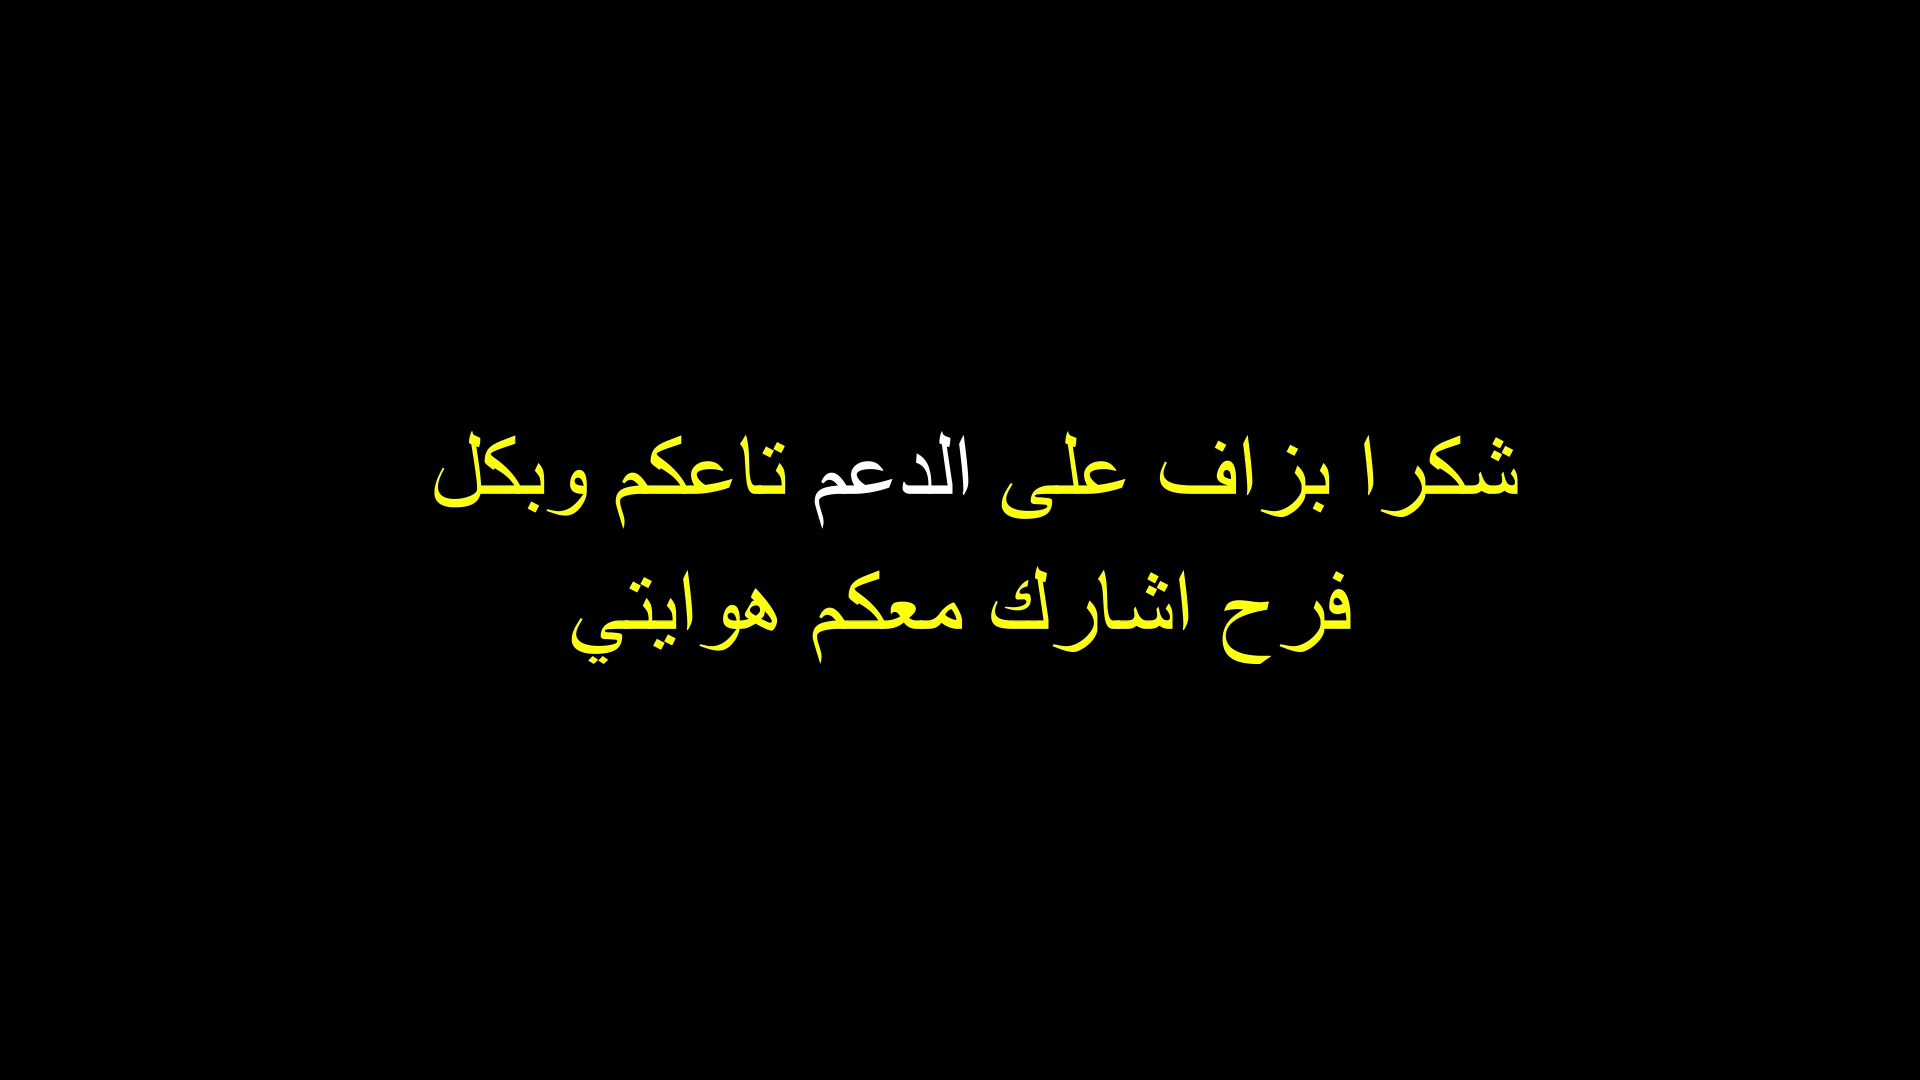 شكرا بزاف على الدعم تاعكم وبكل
فرح اشارك معكم هوايتي